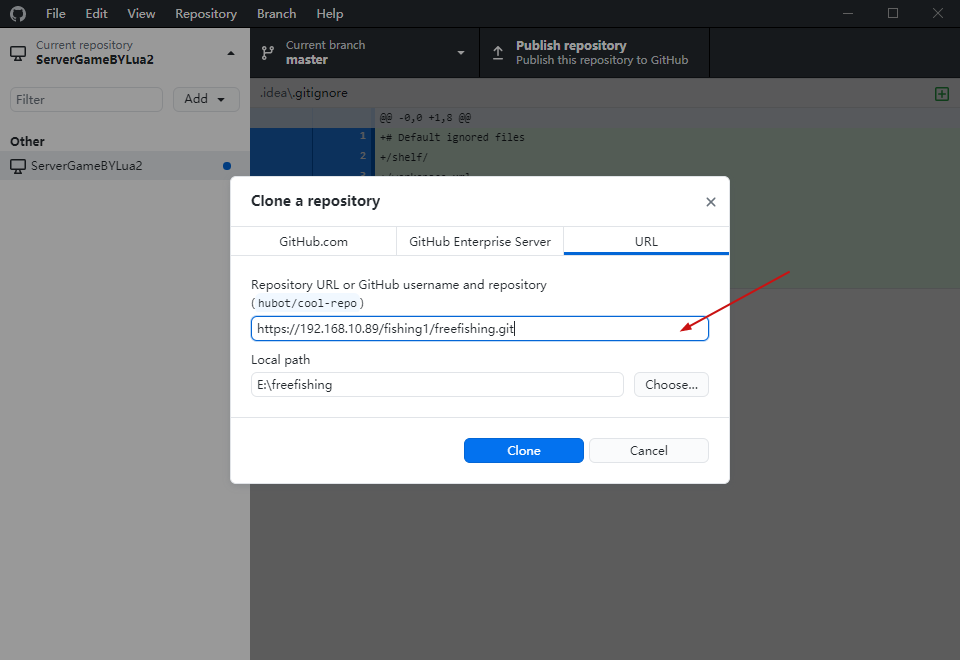 File Edit View Repository Branch Help
Current repository
ServerGameBYLua2
Current branch
master
Publish repository
Publish this repository to GitHub
Filter
Add
.idea\.gitignore
@@ -0,0 +1,8 @@
Other
1 +# Default ignored files
2 +/shelf/
ServerGameBYLua2
Clone a repository
GitHub.com
GitHub Enterprise Server
URL
Repository URL or GitHub username and repository
(hubot/cool-repo)
https://192.168.10.89/fishing1/freefishing.git
Local path
E:\freefishing
Choose...
Clone
Cancel